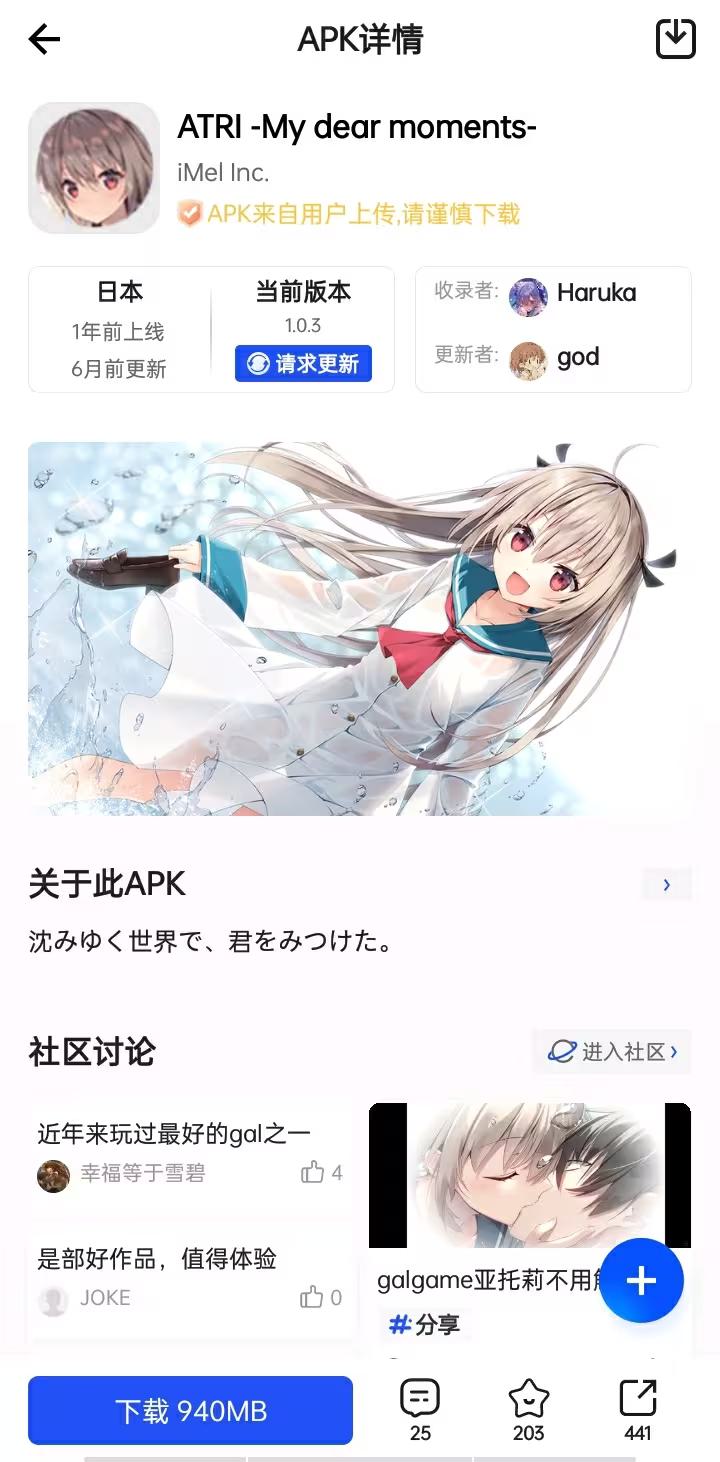 APK详情
ATRI -My dear moments-
iMel Inc.
APK来自用户上传,请谨慎下载
日本
1年前上线
6月前更新
当前版本
1.0.3
请求更新
收录者:
Haruka
更新者:
god
关于此APK
沈みゆく世界で、君をみつけた。
社区讨论
进入社区
近年来玩过最好的gal之一
幸福等于雪碧
4
是部好作品，值得体验
JOKE
0
galgame亚托莉不用
#分享
下载 940MB
25
203
441